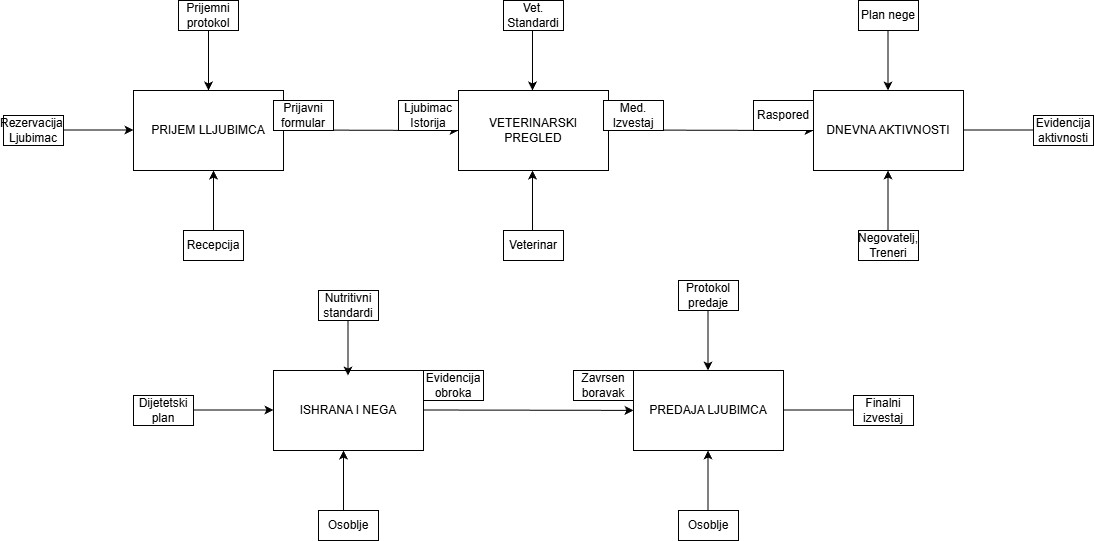 Prijemni
protokol
Vet.
Standardi
Plan nege
Rezervacija
Ljubimac
PRIJEM LLJUBIMCA
Prijavni
formular
Ljubimac
Istorija
VETERINARSKI
PREGLED
Med.
Izvestaj
Raspored
DNEVNA AKTIVNOSTI
Evidencija
aktivnosti
Recepcija
Veterinar
Negovatelj,
Treneri
Nutritivni
standardi
Protokol
predaje
Dijetetski
plan
ISHRANA I NEGA
Evidencija
obroka
Zavrsen
boravak
PREDAJA LJUBIMCA
Finalni
izvestaj
Osoblje
Osoblje